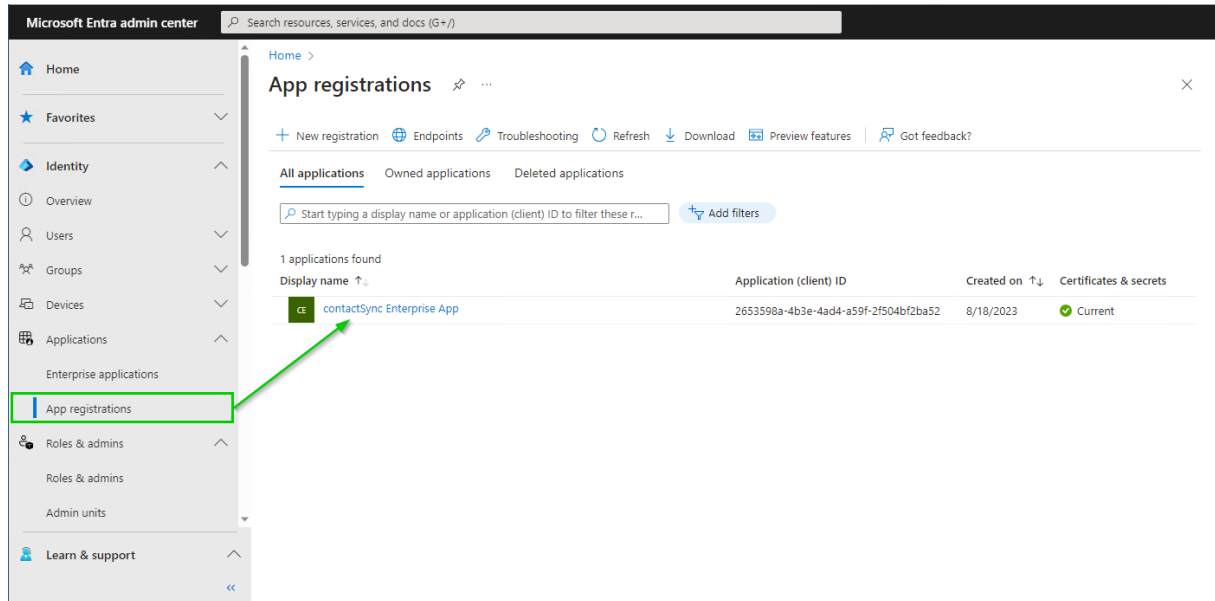 Microsoft Entra admin center
Search resources, services, and docs (G+/)
Home
Favorites
Identity
Overview
Users
Groups
Devices
Applications
Enterprise applications
App registrations
Roles & admins
Roles & admins
Admin units
Learn & support
«
Home >
App registrations ...
New registration Endpoints Troubleshooting Refresh Download Preview features Got feedback?
All applications Owned applications Deleted applications
Start typing a display name or application (client) ID to filter these r... Add filters
1 applications found
Display name ↑↓ Application (client) ID Created on ↑↓ Certificates & secrets
CE contactSync Enterprise App 2653598a-4b3e-4ad4-a59f-2f504bf2ba52 8/18/2023 Current